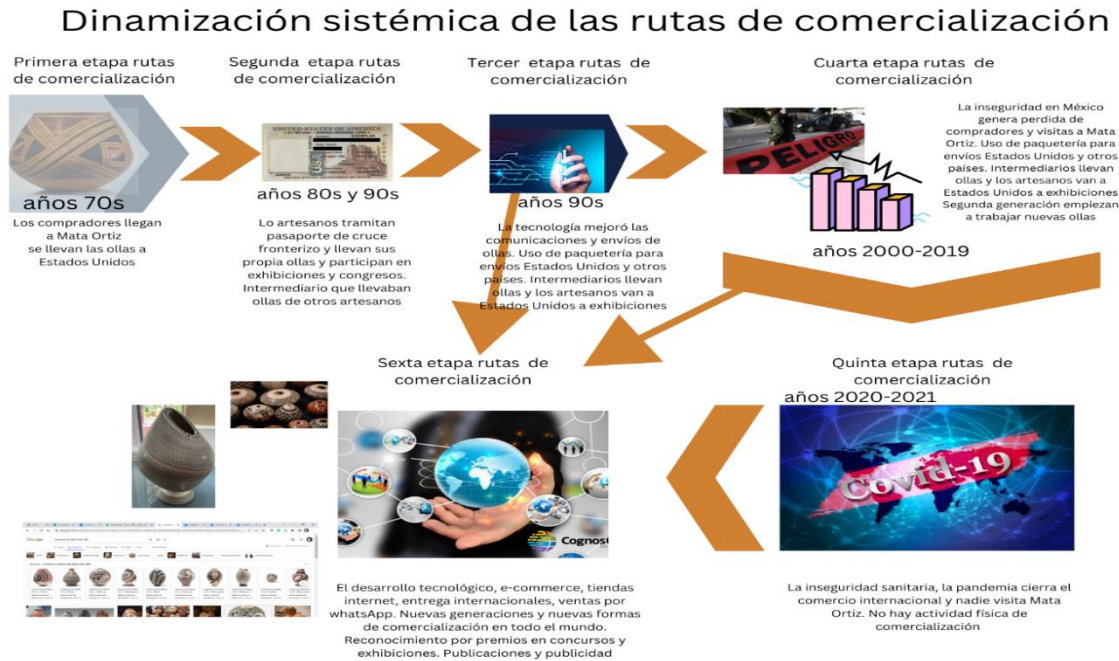 Dinamización sistémica de las rutas de comercialización
Primera etapa rutas
de comercialización
años 70s
Los compradores llegan
a Mata Ortiz
se llevan las ollas a
Estados Unidos
Segunda etapa rutas
de comercialización
UNITED STATES OF AMERICA
años 80s y 90s
Lo artesanos tramitan
pasaporte de cruce
fronterizo y llevan sus
propia ollas y participan en
exhibiciones y congresos.
Intermediario que llevaban
ollas de otros artesanos
Tercer etapa rutas de
comercialización
años 90s
La tecnología mejoró las
comunicaciones y envíos de
ollas. Uso de paquetería para
envíos Estados Unidos y otros
países. Intermediarios llevan
ollas y los artesanos van a
Estados Unidos a exhibiciones
Cuarta etapa rutas de
comercialización
PELIGRO
años 2000-2019
La inseguridad en México
genera perdida de
compradores y visitas a Mata
Ortiz. Uso de paquetería para
envíos Estados Unidos y otros
países. Intermediarios llevan
ollas y los artesanos van a
Estados Unidos a exhibiciones
Segunda generación empiezan
a trabajar nuevas ollas
Quinta etapa rutas de
comercialización
años 2020-2021
Covid-19
La inseguridad sanitaria, la pandemia cierra el
comercio internacional y nadie visita Mata
Ortiz. No hay actividad física de
comercialización
Sexta etapa rutas de
comercialización
Google
El desarrollo tecnológico, e-commerce, tiendas
internet, entrega internacionales, ventas por
whatsApp. Nuevas generaciones y nuevas formas
de comercialización en todo el mundo.
Reconocimiento por premios en concursos y
exhibiciones. Publicaciones y publicidad